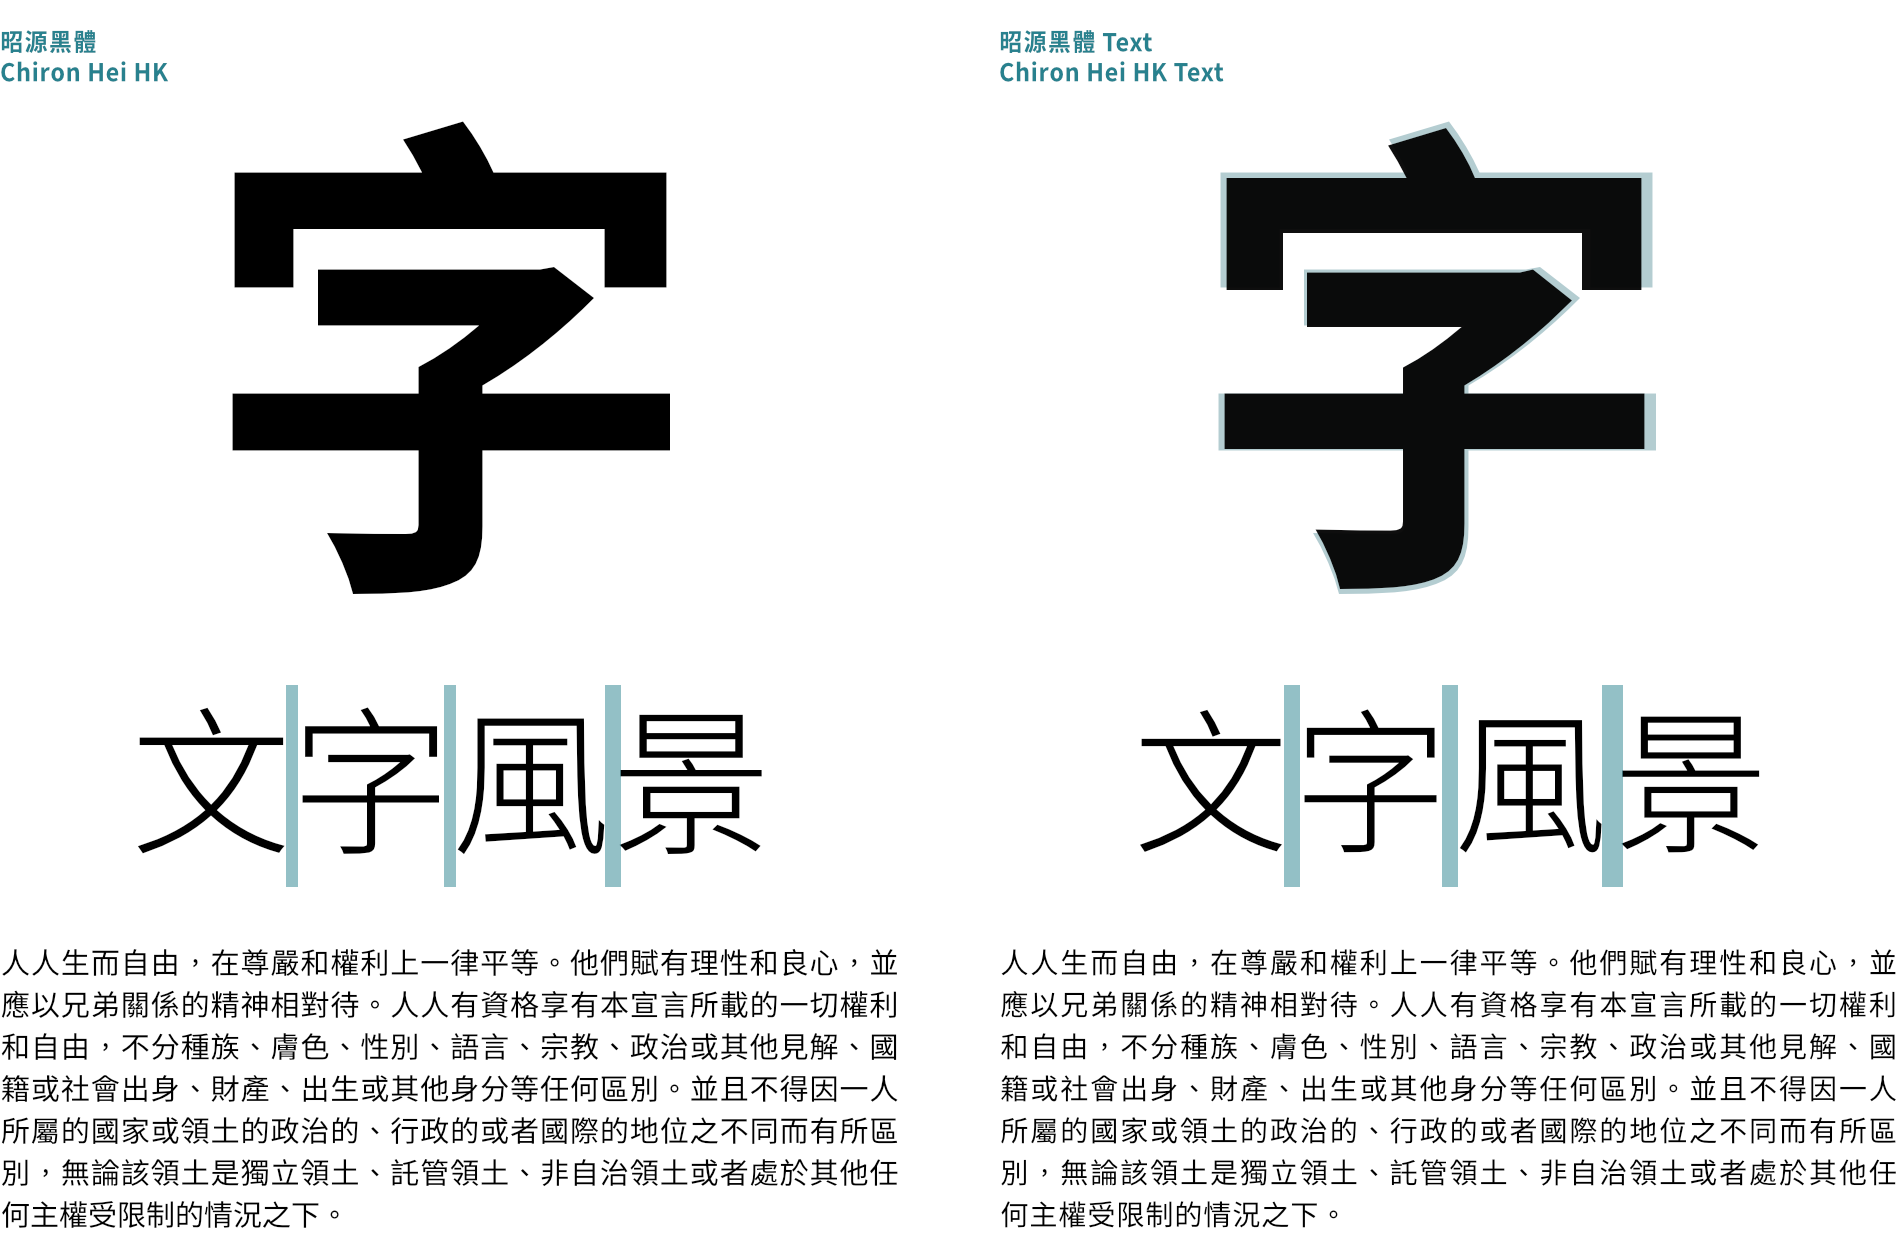 昭源黑體
Chiron Hei HK
字
文字風景
人人生而自由，在尊嚴和權利上一律平等。他們賦有理性和良心，並
應以兄弟關係的精神相對待。人人有資格享有本宣言所載的一切權利
和自由，不分種族、膚色、性別、語言、宗教、政治或其他見解、國
籍或社會出身、財產、出生或其他身分等任何區別。並且不得因一人
所屬的國家或領土的政治的、行政的或者國際的地位之不同而有所區
別，無論該領土是獨立領土、託管領土、非自治領土或者處於其他任
何主權受限制的情況之下。
昭源黑體 Text
Chiron Hei HK Text
字
文字風景
人人生而自由，在尊嚴和權利上一律平等。他們賦有理性和良心，並
應以兄弟關係的精神相對待。人人有資格享有本宣言所載的一切權利
和自由，不分種族、膚色、性別、語言、宗教、政治或其他見解、國
籍或社會出身、財產、出生或其他身分等任何區別。並且不得因一人
所屬的國家或領土的政治的、行政的或者國際的地位之不同而有所區
別，無論該領土是獨立領土、託管領土、非自治領土或者處於其他任
何主權受限制的情況之下。